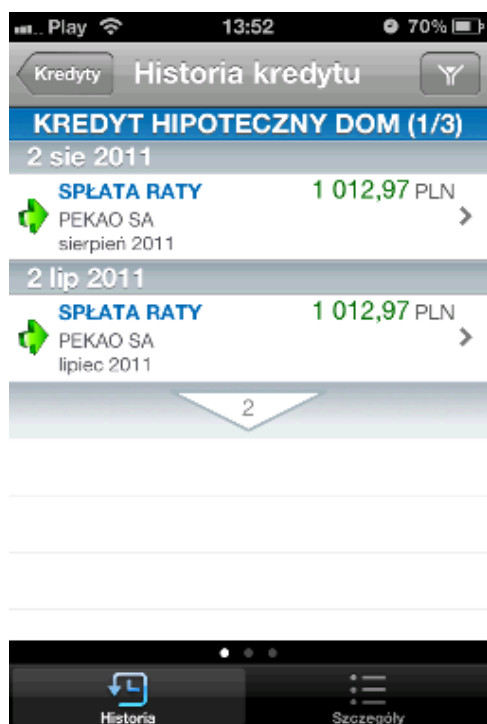 Play 13:52 70%
Kredyty Historia kredytu
KREDYT HIPOTECZNY DOM (1/3)
2 sie 2011
SPŁATA RATY 1 012,97 PLN
PEKAO SA
sierpień 2011
2 lip 2011
SPŁATA RATY 1 012,97 PLN
PEKAO SA
lipiec 2011
2
Historia Szczegóły